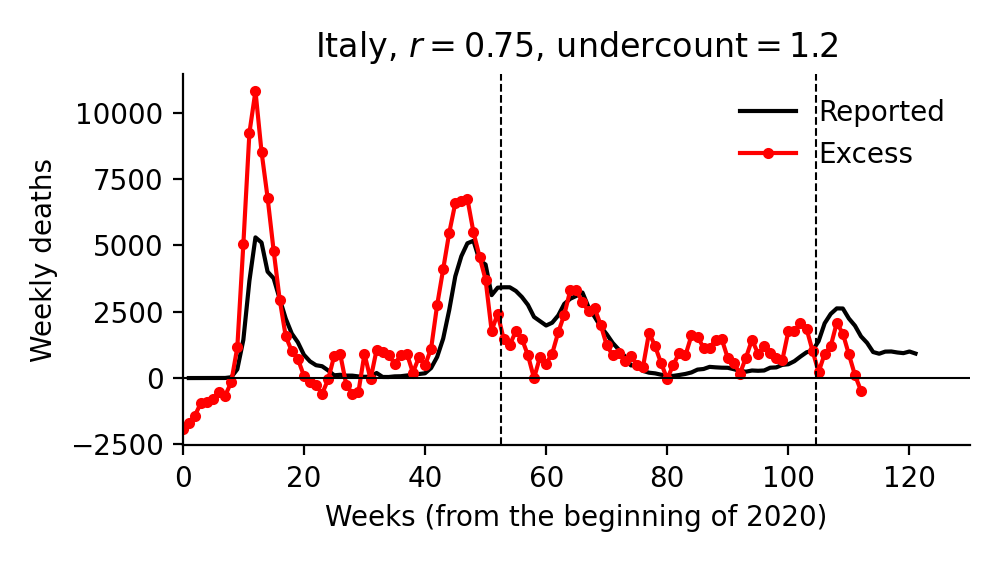 Italy, r = 0.75, undercount = 1.2
Reported
Excess
Weekly deaths
10000
7500
5000
2500
0
−2500
0 20 40 60 80 100 120
Weeks (from the beginning of 2020)